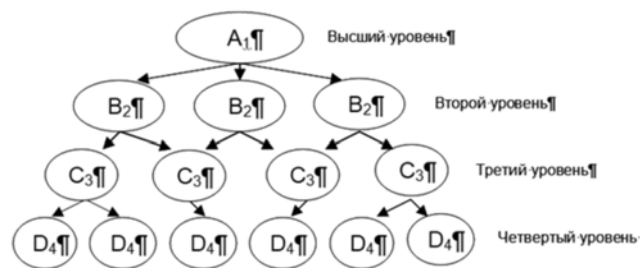 A₁¶ Высший·уровень¶
B₂¶ B₂¶ B₂¶ Второй·уровень¶
C₃¶ C₃¶ C₃¶ C₃¶ Третий·уровень¶
D₄¶ D₄¶ D₄¶ D₄¶ D₄¶ D₄¶ Четвертый·уровень·